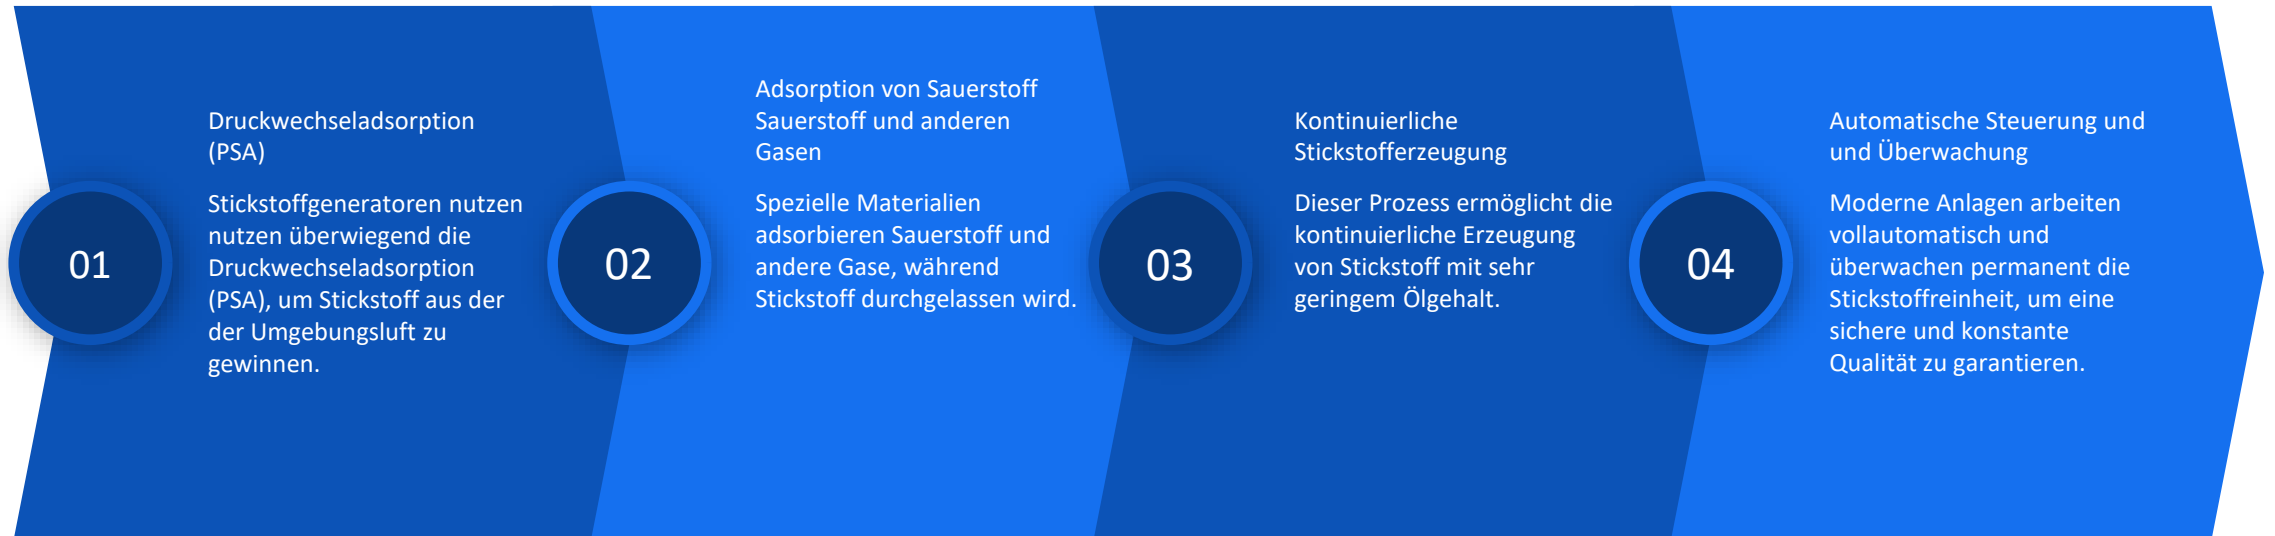 01
Druckwechseladsorption
(PSA)
Stickstoffgeneratoren nutzen
nutzen überwiegend die
Druckwechseladsorption
(PSA), um Stickstoff aus der
der Umgebungsluft zu
gewinnen.
02
Adsorption von Sauerstoff
Sauerstoff und anderen
Gasen
Spezielle Materialien
adsorbieren Sauerstoff und
andere Gase, während
Stickstoff durchgelassen wird.
03
Kontinuierliche
Stickstofferzeugung
Dieser Prozess ermöglicht die
kontinuierliche Erzeugung
von Stickstoff mit sehr
geringem Ölgehalt.
04
Automatische Steuerung und
und Überwachung
Moderne Anlagen arbeiten
vollautomatisch und
überwachen permanent die
Stickstoffreinheit, um eine
sichere und konstante
Qualität zu garantieren.